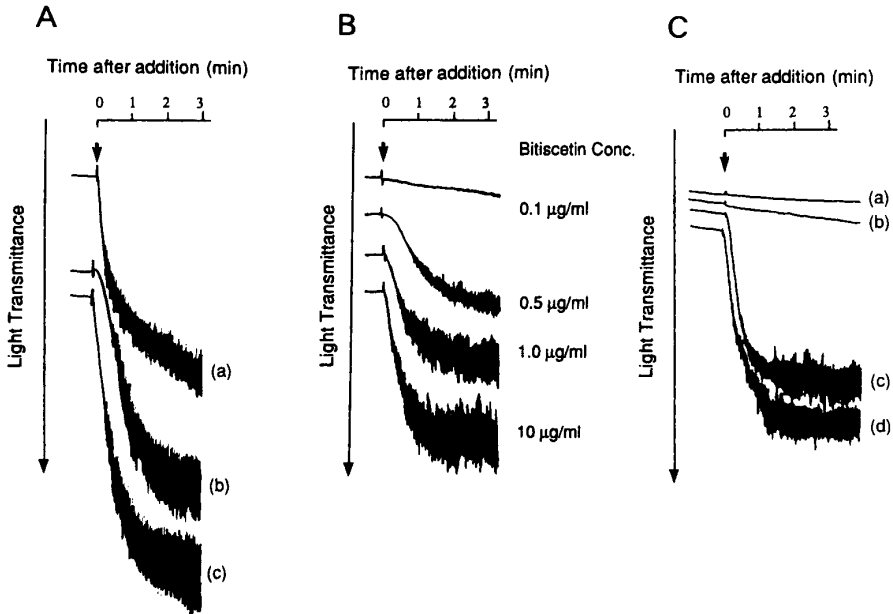 A
Time after addition (min)
0 1 2 3
Light Transmittance
(a)
(b)
(c)
B
Time after addition (min)
0 1 2 3
Light Transmittance
Bitiscetin Conc.
0.1 μg/ml
0.5 μg/ml
1.0 μg/ml
10 μg/ml
C
Time after addition (min)
0 1 2 3
Light Transmittance
(a)
(b)
(c)
(d)